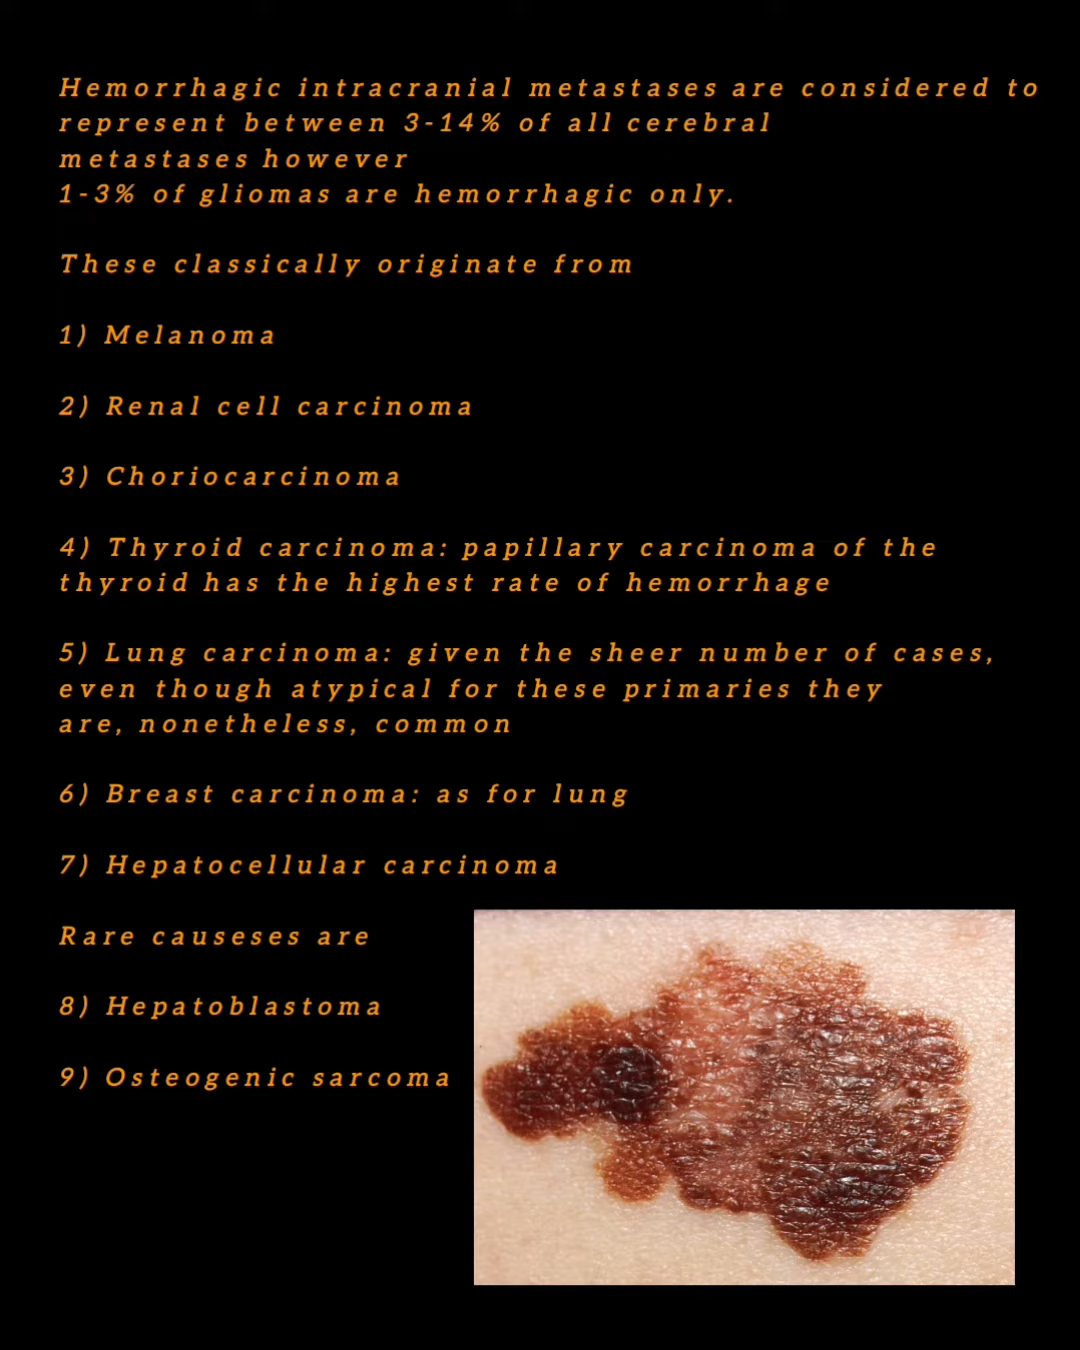 Hemorrhagic intracranial metastases are considered to
represent between 3-14% of all cerebral
metastases however
1-3% of gliomas are hemorrhagic only.
These classically originate from
1) Melanoma
2) Renal cell carcinoma
3) Choriocarcinoma
4) Thyroid carcinoma: papillary carcinoma of the
thyroid has the highest rate of hemorrhage
5) Lung carcinoma: given the sheer number of cases,
even though atypical for these primaries they
are, nonetheless, common
6) Breast carcinoma: as for lung
7) Hepatocellular carcinoma
Rare causeses are
8) Hepatoblastoma
9) Osteogenic sarcoma